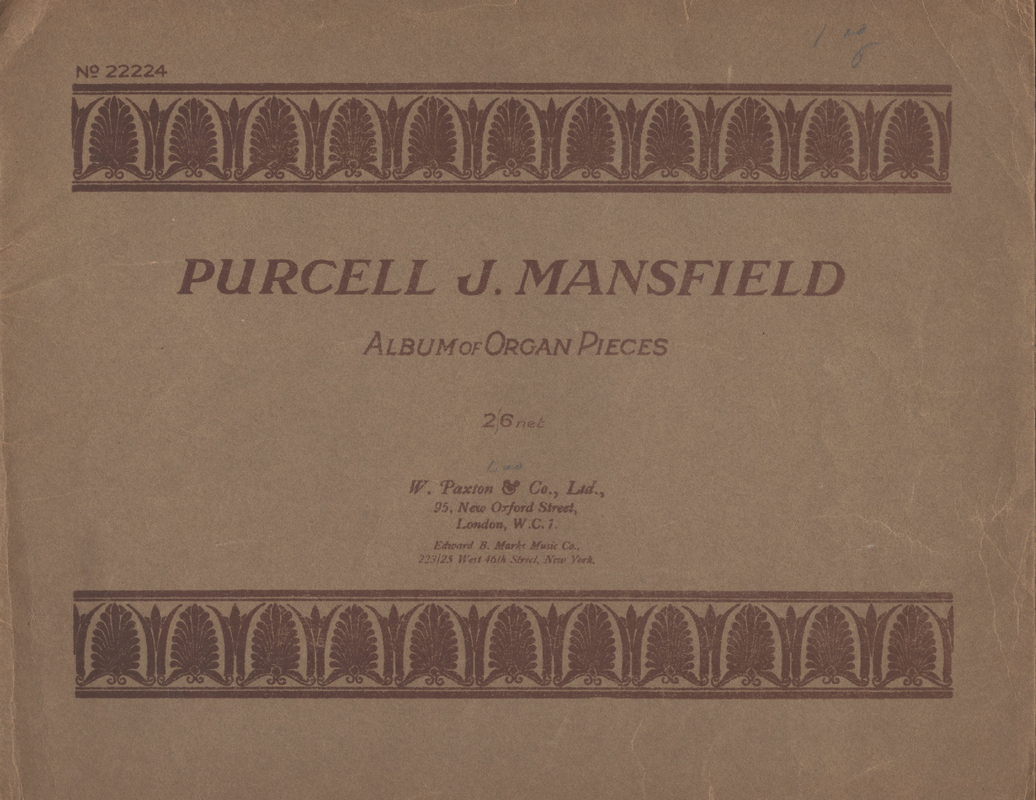 No 22224
PURCELL J. MANSFIELD
ALBUM OF ORGAN PIECES
2/6 net
W. Paxton & Co., Ltd.,
95, New Oxford Street,
London, W.C.1.
Edward B. Marks Music Co.,
223/25 West 46th Street, New York.